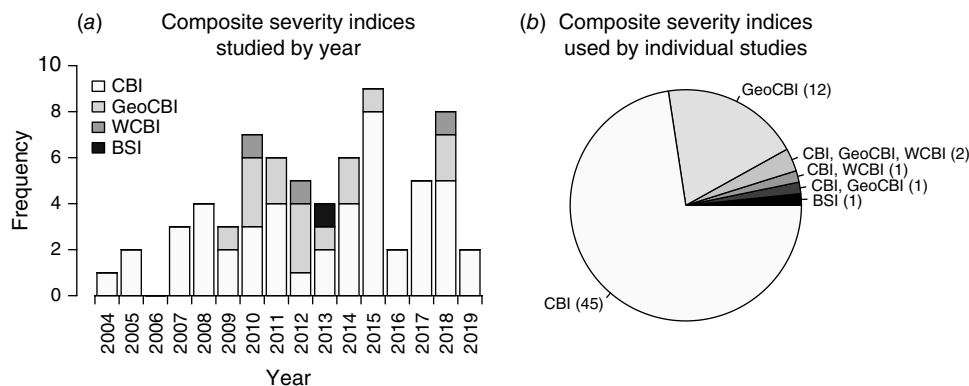 (a) Composite severity indices
studied by year
10
8
6
4
2
0
Frequency
CBI
GeoCBI
WCBI
BSI
2004
2005
2006
2007
2008
2009
2010
2011
2012
2013
2014
2015
2016
2017
2018
2019
Year
(b) Composite severity indices
used by individual studies
GeoCBI (12)
CBI, GeoCBI, WCBI (2)
CBI, WCBI (1)
CBI, GeoCBI (1)
BSI (1)
CBI (45)